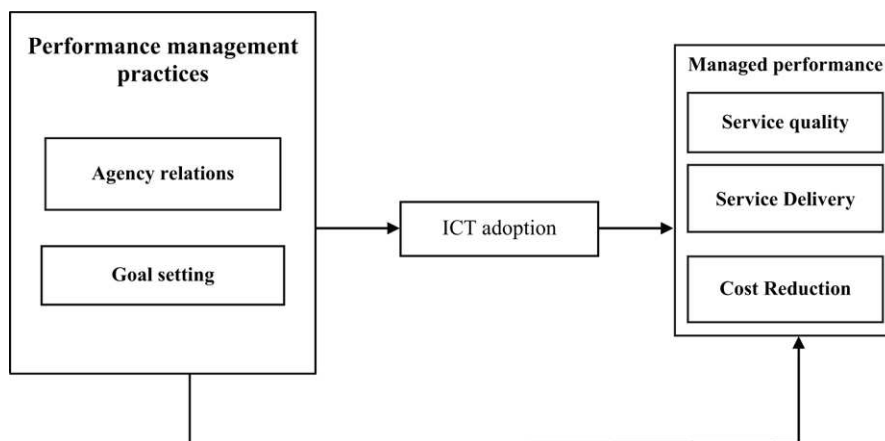 Performance management
practices
Agency relations
Goal setting
ICT adoption
Managed performance
Service quality
Service Delivery
Cost Reduction